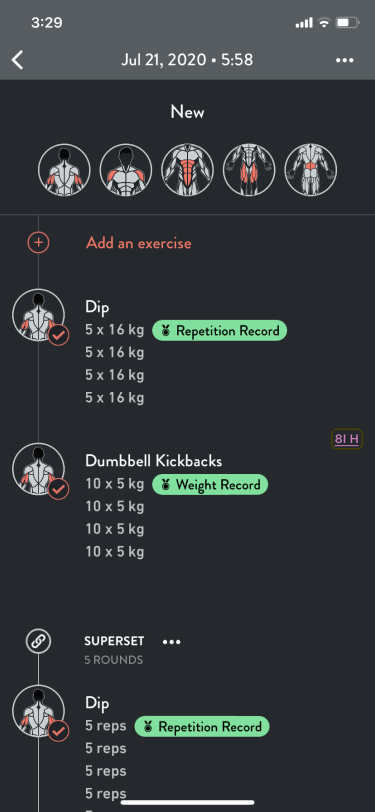 3:29
Jul 21, 2020 • 5:58
New
Add an exercise
Dip
5 x 16 kg Repetition Record
5 x 16 kg
5 x 16 kg
5 x 16 kg
8I H
Dumbbell Kickbacks
10 x 5 kg Weight Record
10 x 5 kg
10 x 5 kg
10 x 5 kg
SUPERSET
5 ROUNDS
Dip
5 reps Repetition Record
5 reps
5 reps
5 reps